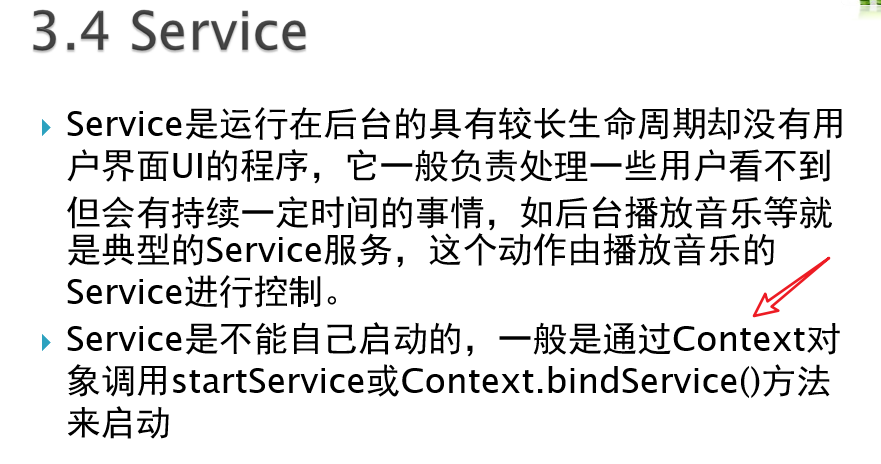 3.4 Service
Service是运行在后台的具有较长生命周期却没有用
户界面UI的程序，它一般负责处理一些用户看不到
但会有持续一定时间的事情，如后台播放音乐等就
是典型的Service服务，这个动作由播放音乐的
Service进行控制。
Service是不能自己启动的，一般是通过Context对
象调用startService或Context.bindService()方法
来启动